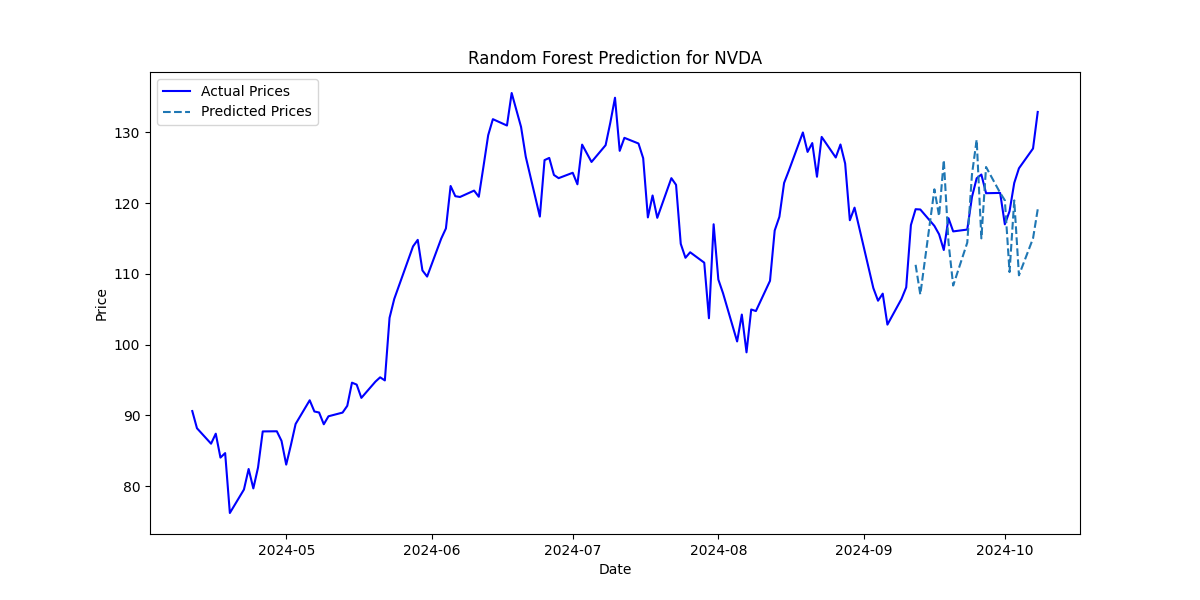 Random Forest Prediction for NVDA
Actual Prices
Predicted Prices
130
120
110
100
90
80
Price
2024-05 2024-06 2024-07 2024-08 2024-09 2024-10
Date